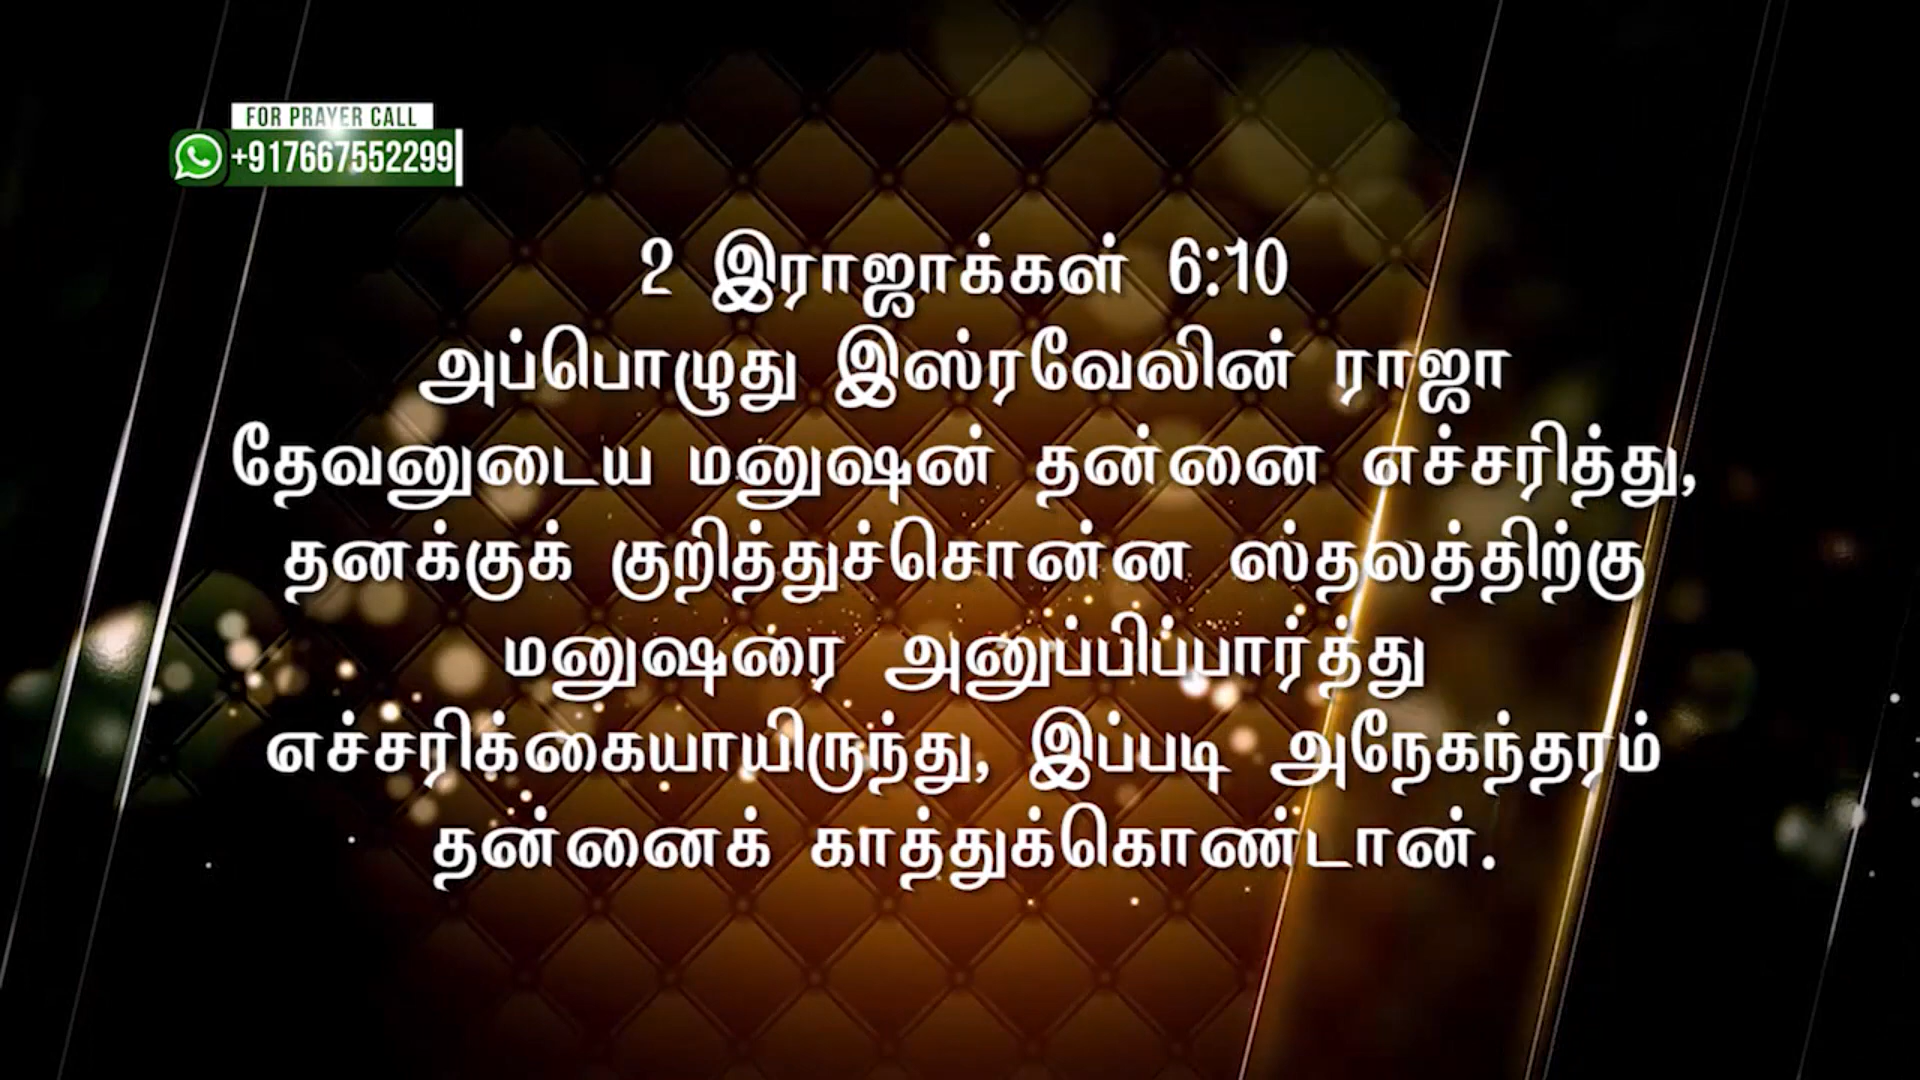 FOR PRAYER CALL
+917667552299
2 இராஜாக்கள் 6:10
அப்பொழுது இஸ்ரவேலின் ராஜா
தேவனுடைய மனுஷன் தன்னை எச்சரித்து,
தனக்குக் குறித்துச்சொன்ன ஸ்தலத்திற்கு
மனுஷரை அனுப்பிப்பார்த்து
எச்சரிக்கையாயிருந்து, இப்படி அநேகந்தரம்
தன்னைக் காத்துக்கொண்டான்.